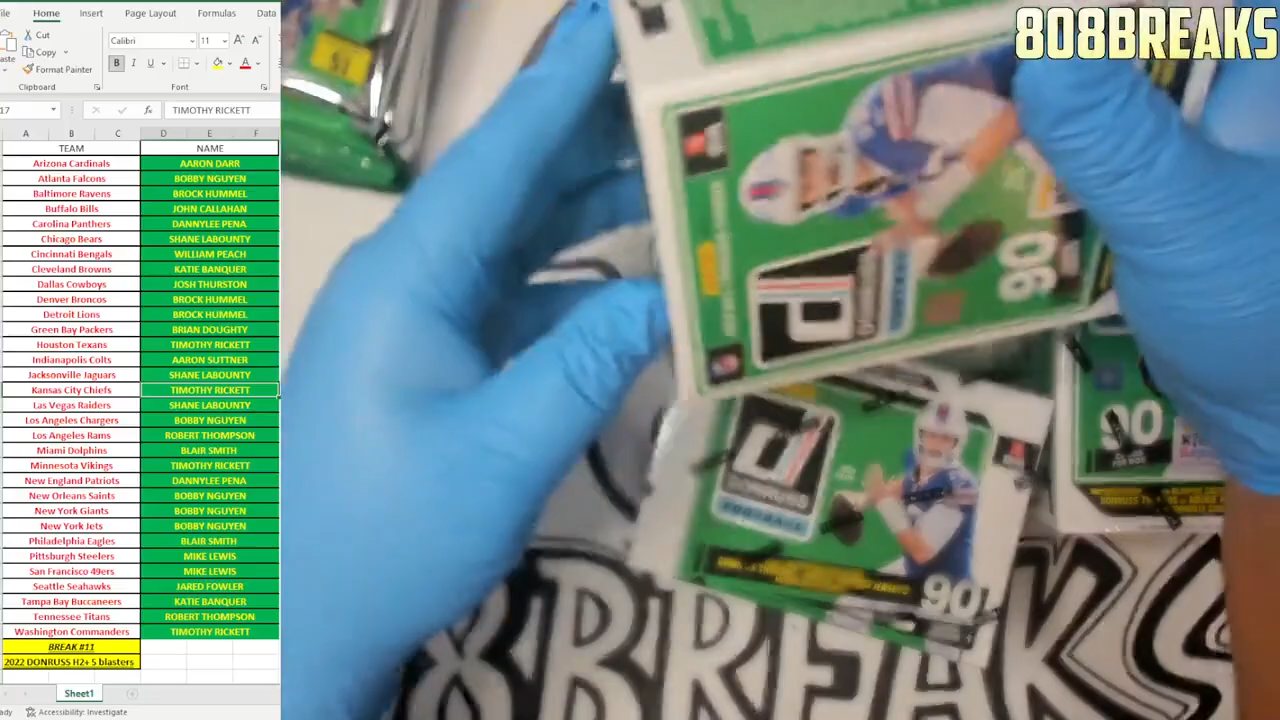 808BREAKS
ile Home Insert Page Layout Formulas Data
Cut
Copy
Format Painter
Calibri 11
B I U
Clipboard Font
17 TIMOTHY RICKETT
A B C D E F
TEAM NAME
Arizona Cardinals AARON DARR
Atlanta Falcons BOBBY NGUYEN
Baltimore Ravens BROCK HUMMEL
Buffalo Bills JOHN CALLAHAN
Carolina Panthers DANNYLEE PENA
Chicago Bears SHANE LABOUNTY
Cincinnati Bengals WILLIAM PEACH
Cleveland Browns KATIE BANQUER
Dallas Cowboys JOSH THURSTON
Denver Broncos BROCK HUMMEL
Detroit Lions BROCK HUMMEL
Green Bay Packers BRIAN DOUGHTY
Houston Texans TIMOTHY RICKETT
Indianapolis Colts AARON SUTTNER
Jacksonville Jaguars SHANE LABOUNTY
Kansas City Chiefs TIMOTHY RICKETT
Las Vegas Raiders SHANE LABOUNTY
Los Angeles Chargers BOBBY NGUYEN
Los Angeles Rams ROBERT THOMPSON
Miami Dolphins BLAIR SMITH
Minnesota Vikings TIMOTHY RICKETT
New England Patriots DANNYLEE PENA
New Orleans Saints BOBBY NGUYEN
New York Giants BOBBY NGUYEN
New York Jets BOBBY NGUYEN
Philadelphia Eagles BLAIR SMITH
Pittsburgh Steelers MIKE LEWIS
San Francisco 49ers MIKE LEWIS
Seattle Seahawks JARED FOWLER
Tampa Bay Buccaneers KATIE BANQUER
Tennessee Titans ROBERT THOMPSON
Washington Commanders TIMOTHY RICKETT
BREAK #11
2022 DONRUSS H2+ 5 blasters
Sheet1
ady Accessibility: Investigate
90
90
DONRUSS
FOOTBALL
90
BREAKS